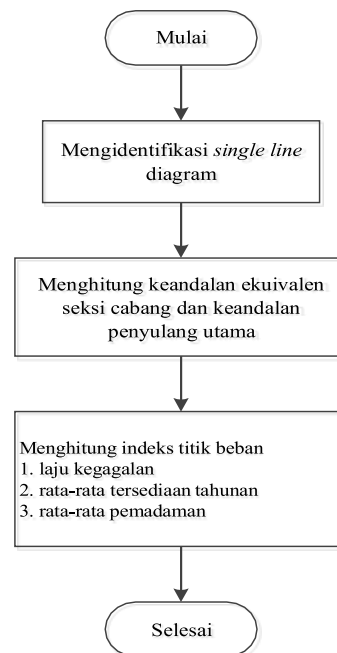 Mulai
Mengidentifikasi single line
diagram
Menghitung keandalan ekuivalen
seksi cabang dan keandalan
penyulang utama
Menghitung indeks titik beban
1. laju kegagalan
2. rata-rata tersediaan tahunan
3. rata-rata pemadaman
Selesai